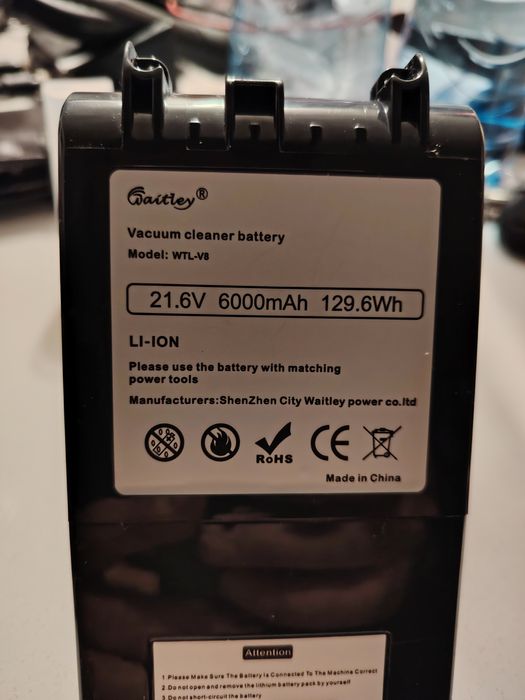 Waitley®
Vacuum cleaner battery
Model: WTL-V8
21.6V 6000mAh 129.6Wh
LI-ION
Please use the battery with matching
power tools
Manufacturers:ShenZhen City Waitley power co.ltd
RoHS
CE
Made in China
Attention
1 Please Make Sure The Battery is Connected To The Machine Correct
2 Do not open and remove the lithium battery pack by yourself
3 Do not short-circuit the battery